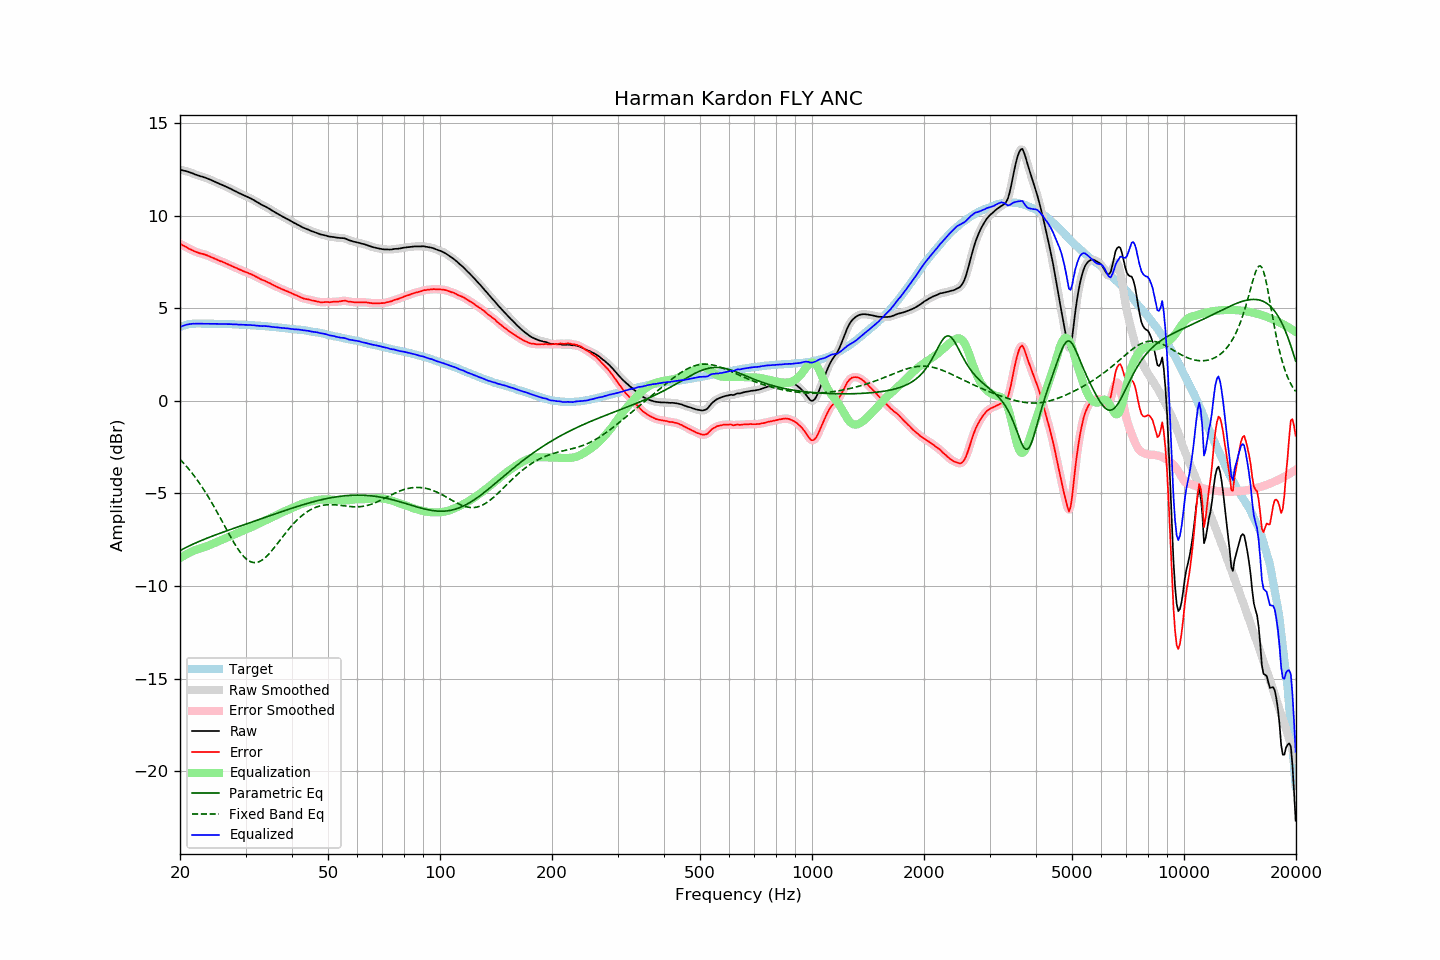 Harman Kardon FLY ANC
15
10
5
0
−5
−10
−15
−20
Amplitude (dBr)
Target
Raw Smoothed
Error Smoothed
Raw
Error
Equalization
Parametric Eq
Fixed Band Eq
Equalized
20 50 100 200 500 1000 2000 5000 10000 20000
Frequency (Hz)